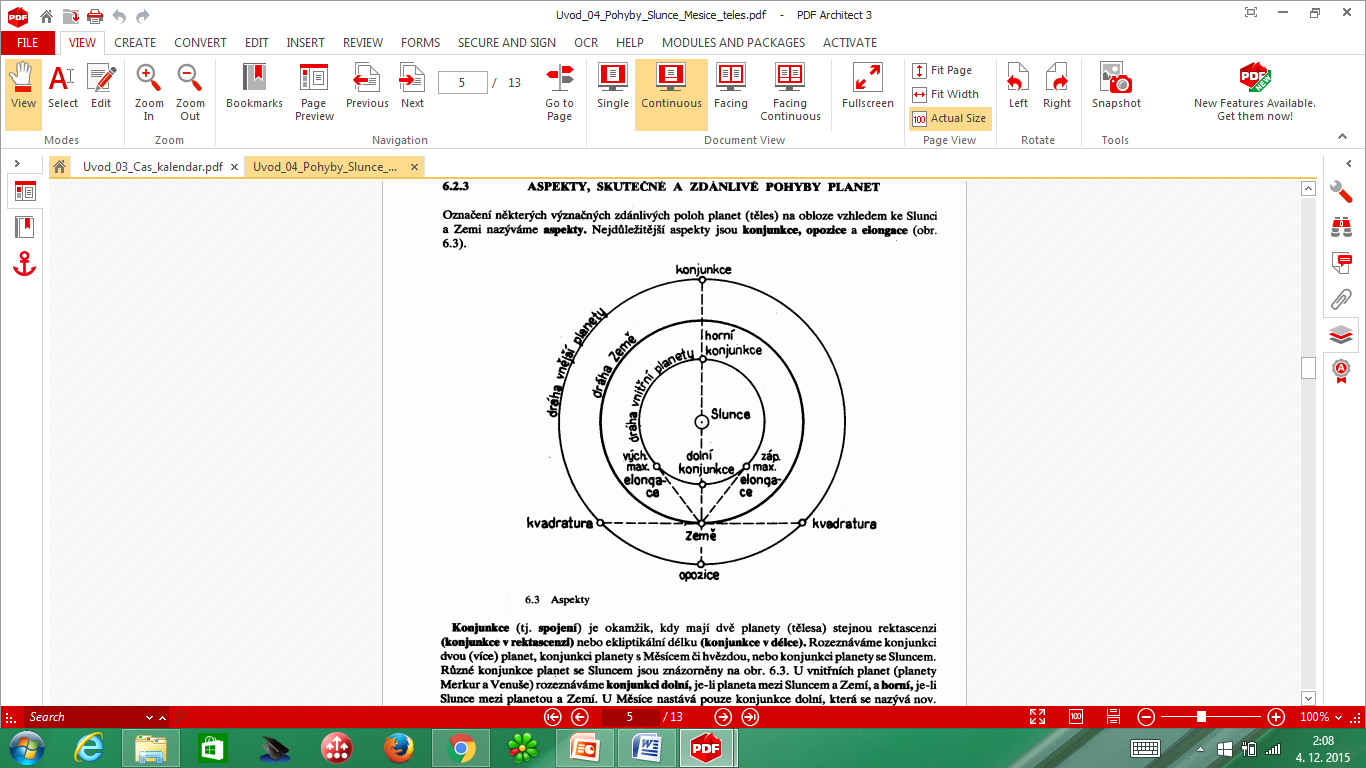 Uvod_04_Pohyby_Slunce_Mesice_teles.pdf - PDF Architect 3
FILE VIEW CREATE CONVERT EDIT INSERT REVIEW FORMS SECURE AND SIGN OCR HELP MODULES AND PACKAGES ACTIVATE
View Select Edit
Modes
Zoom In Zoom Out
Zoom
Bookmarks Page Preview Previous Next 5 / 13 Go to Page
Navigation
Single Continuous Facing Facing Continuous Fullscreen
Document View
Fit Page
Fit Width
100 Actual Size
Page View
Left Right
Rotate
Snapshot
Tools
PDF NEW
New Features Available.
Get them now!
Uvod_03_Cas_kalendar.pdf Uvod_04_Pohyby_Slunce_...
6.2.3 ASPEKTY, SKUTEČNÉ A ZDÁNLIVÉ POHYBY PLANET
Označení některých význačných zdánlivých poloh planet (těles) na obloze vzhledem ke Slunci
a Zemi nazýváme aspekty. Nejdůležitější aspekty jsou konjunkce, opozice a elongace (obr.
6.3).
konjunkce
dráha vnější planety
dráha Země
dráha vnitřní planety
horní
konjunkce
Slunce
vých.
max.
elonga-
ce
dolní
konjunkce
záp.
max.
elonga-
ce
kvadratura
Země
kvadratura
opozice
6.3 Aspekty
Konjunkce (tj. spojení) je okamžik, kdy mají dvě planety (tělesa) stejnou rektascenzi
(konjunkce v rektascenzi) nebo ekliptikální délku (konjunkce v délce). Rozeznáváme konjunkci
dvou (více) planet, konjunkci planety s Měsícem či hvězdou, nebo konjunkci planety se Sluncem.
Různé konjunkce planet se Sluncem jsou znázorněny na obr. 6.3. U vnitřních planet (planety
Merkur a Venuše) rozeznáváme konjunkci dolní, je-li planeta mezi Sluncem a Zemí, a horní, je-li
Slunce mezi planetou a Zemí. U Měsíce nastává pouze konjunkce dolní, která se nazývá nov.
Search 5 / 13 100 100%
PDF
2:08
4. 12. 2015